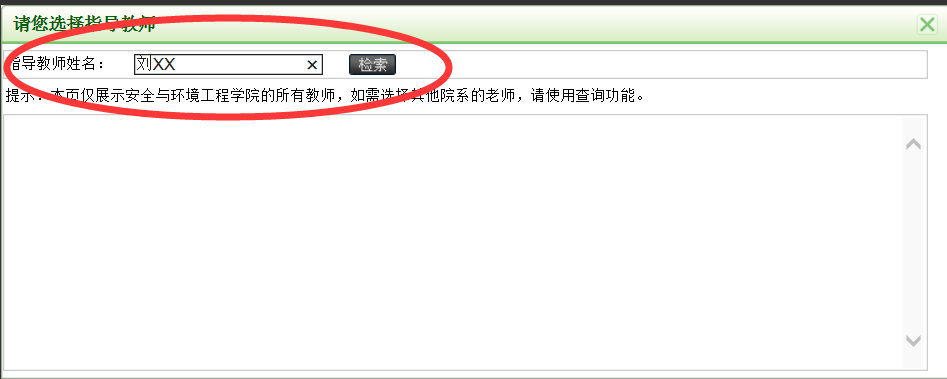 请您选择指导教师
指导教师姓名： 刘XX × 检索
提示：本页仅展示安全与环境工程学院的所有教师，如需选择其他院系的老师，请使用查询功能。